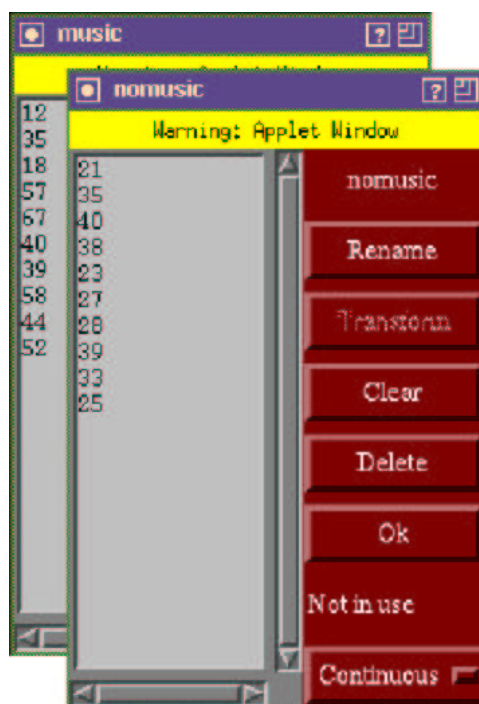 music
12
35
18
57
67
40
39
58
44
52
nomusic
Warning: Applet Window
21
35
40
38
23
27
28
39
33
25
nomusic
Rename
Transform
Clear
Delete
Ok
Not in use
Continuous